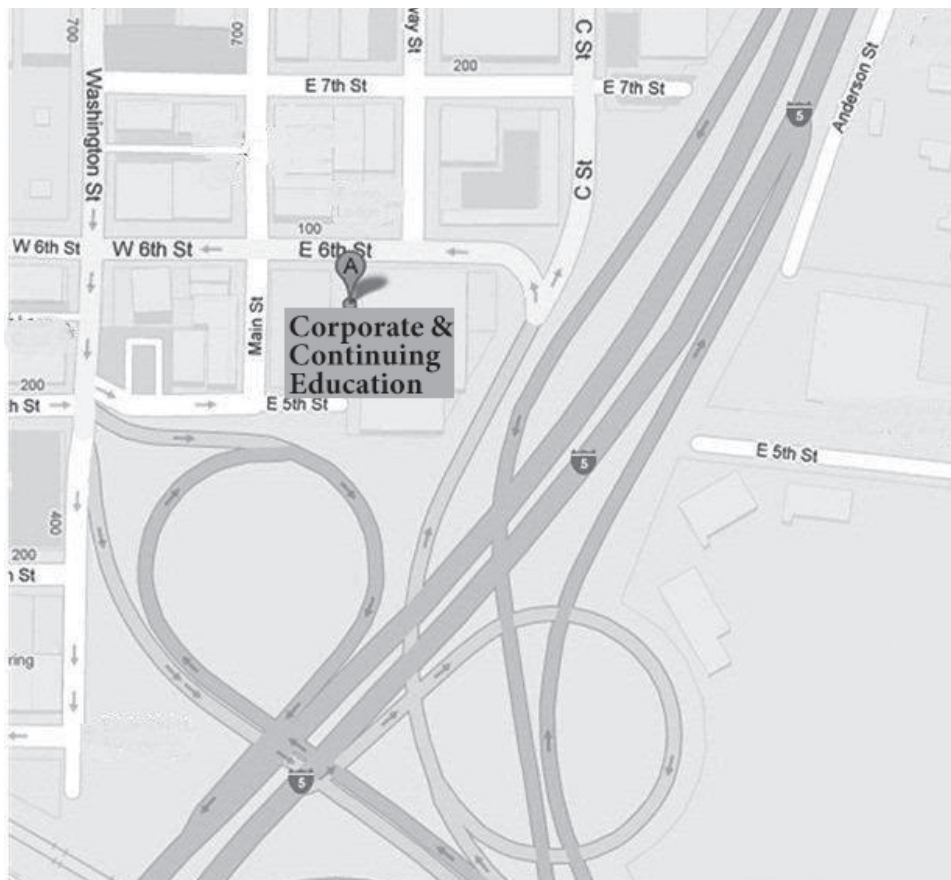 700
700
Washington St
way St
C St
200
E 7th St
E 7th St
5
Anderson St
C St
100
W 6th St
W 6th St
E 6th St
A
Main St
Corporate &
Continuing
Education
200
h St
E 5th St
E 5th St
5
400
200
h St
ring
5